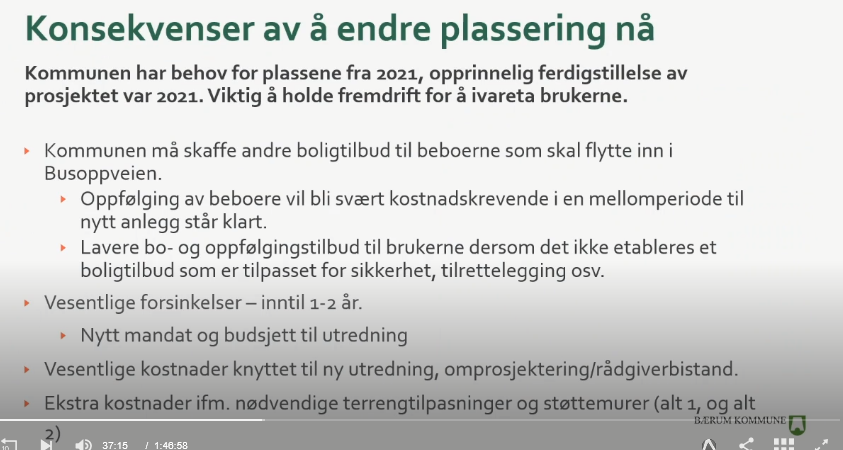 Konsekvenser av å endre plassering nå
Kommunen har behov for plassene fra 2021, opprinnelig ferdigstillelse av
prosjektet var 2021. Viktig å holde fremdrift for å ivareta brukerne.
Kommunen må skaffe andre boligtilbud til beboerne som skal flytte inn i
Busoppveien.
Oppfølging av beboere vil bli svært kostnadskrevende i en mellomperiode til
nytt anlegg står klart.
Lavere bo- og oppfølgingstilbud til brukerne dersom det ikke etableres et
boligtilbud som er tilpasset for sikkerhet, tilrettelegging osv.
Vesentlige forsinkelser – inntil 1-2 år.
Nytt mandat og budsjett til utredning
Vesentlige kostnader knyttet til ny utredning, omprosjektering/rådgiverbistand.
Ekstra kostnader ifm. nødvendige terrengtilpasninger og støttemurer (alt 1, og alt
2)
BÆRUM KOMMUNE
10
37:15 / 1:46:58